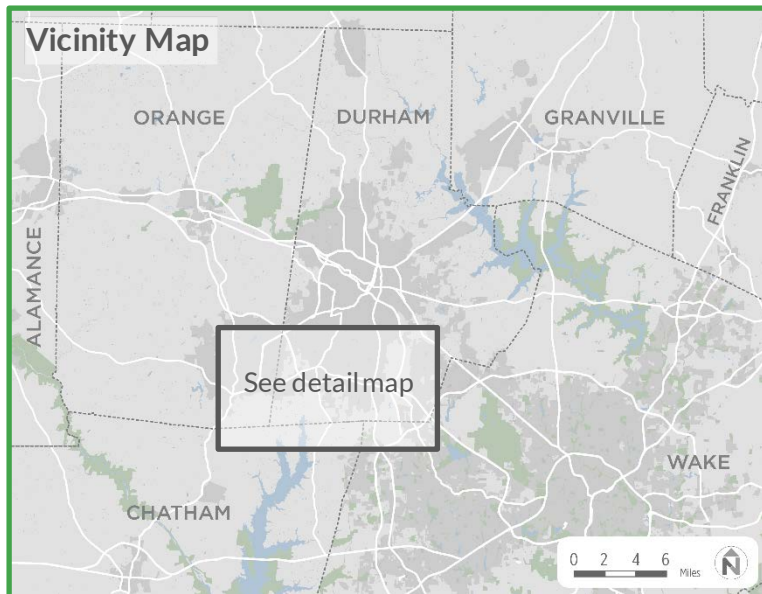 Vicinity Map
ORANGE
DURHAM
GRANVILLE
FRANKLIN
ALAMANCE
See detail map
WAKE
CHATHAM
0 2 4 6
Miles
N